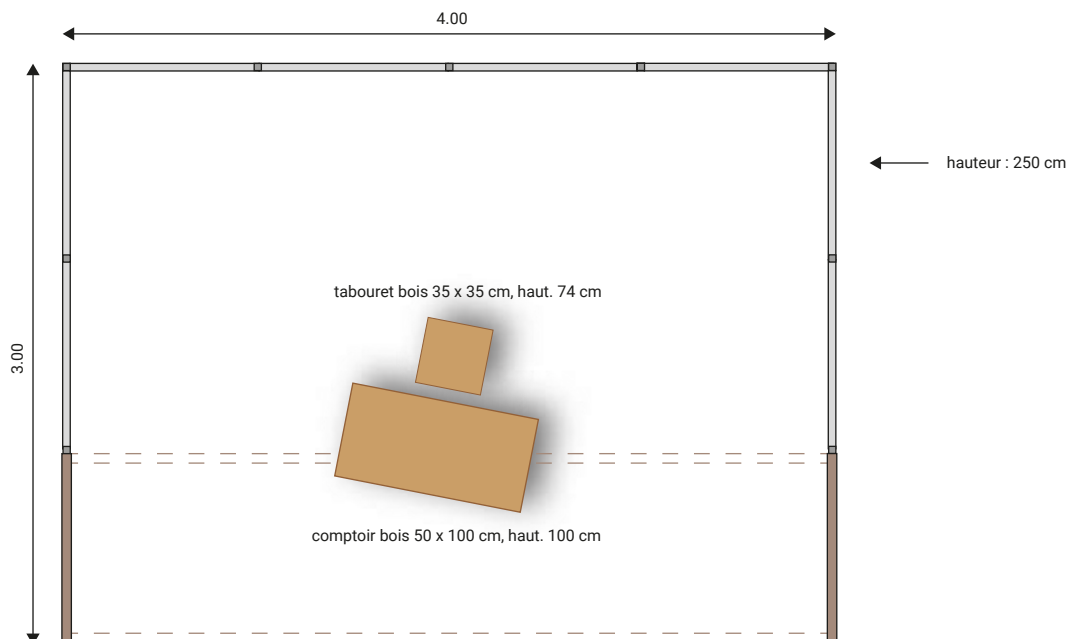 4.00
hauteur : 250 cm
tabouret bois 35 x 35 cm, haut. 74 cm
3.00
comptoir bois 50 x 100 cm, haut. 100 cm